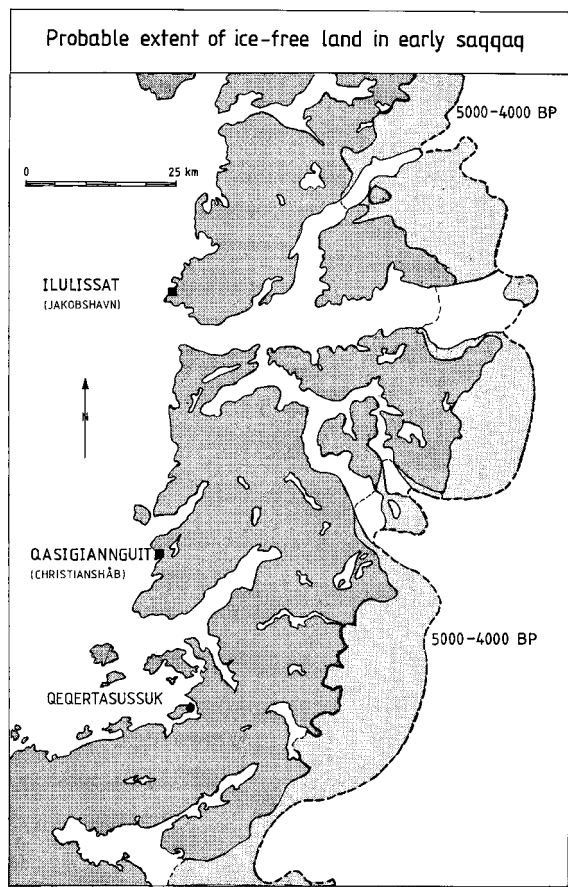 Probable extent of ice-free land in early saqqaq
5000-4000 BP
0 25 km
ILULISSAT
(JAKOBSHAVN)
N
QASIGIANNGUIT
(CHRISTIANSHÅB)
5000-4000 BP
QEQERTASUSSUK